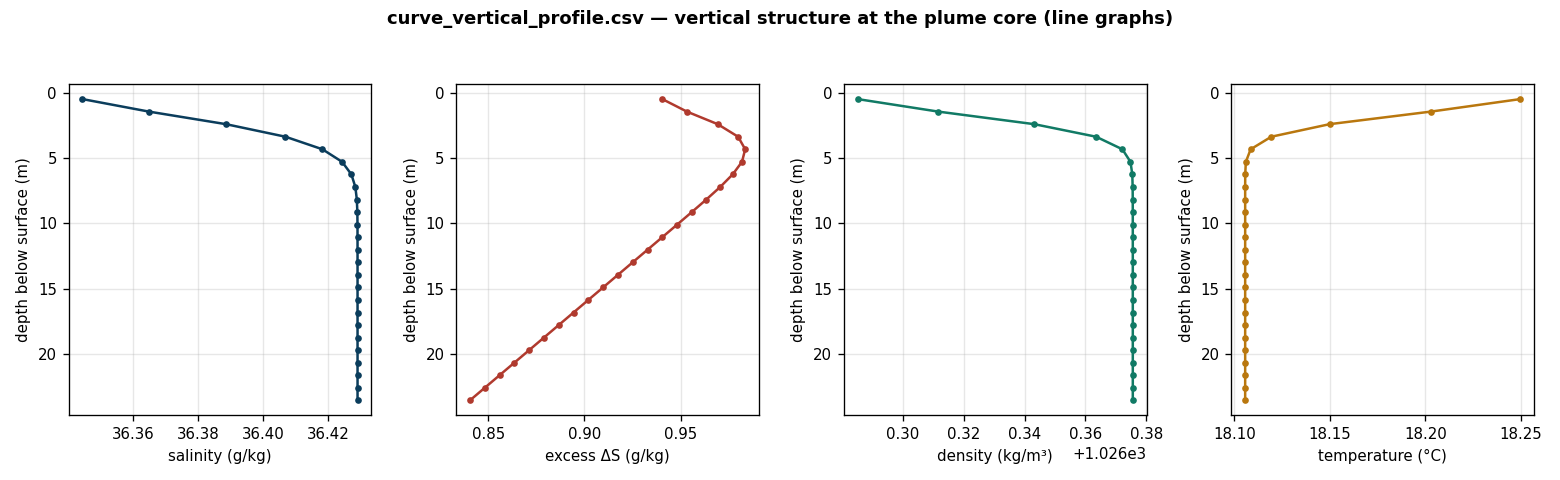 curve_vertical_profile.csv — vertical structure at the plume core (line graphs)
depth below surface (m)
0
5
10
15
20
36.36 36.38 36.40 36.42
salinity (g/kg)
depth below surface (m)
0
5
10
15
20
0.85 0.90 0.95
excess ΔS (g/kg)
depth below surface (m)
0
5
10
15
20
0.30 0.32 0.34 0.36 0.38
density (kg/m³)
+1.026e3
depth below surface (m)
0
5
10
15
20
18.10 18.15 18.20 18.25
temperature (°C)